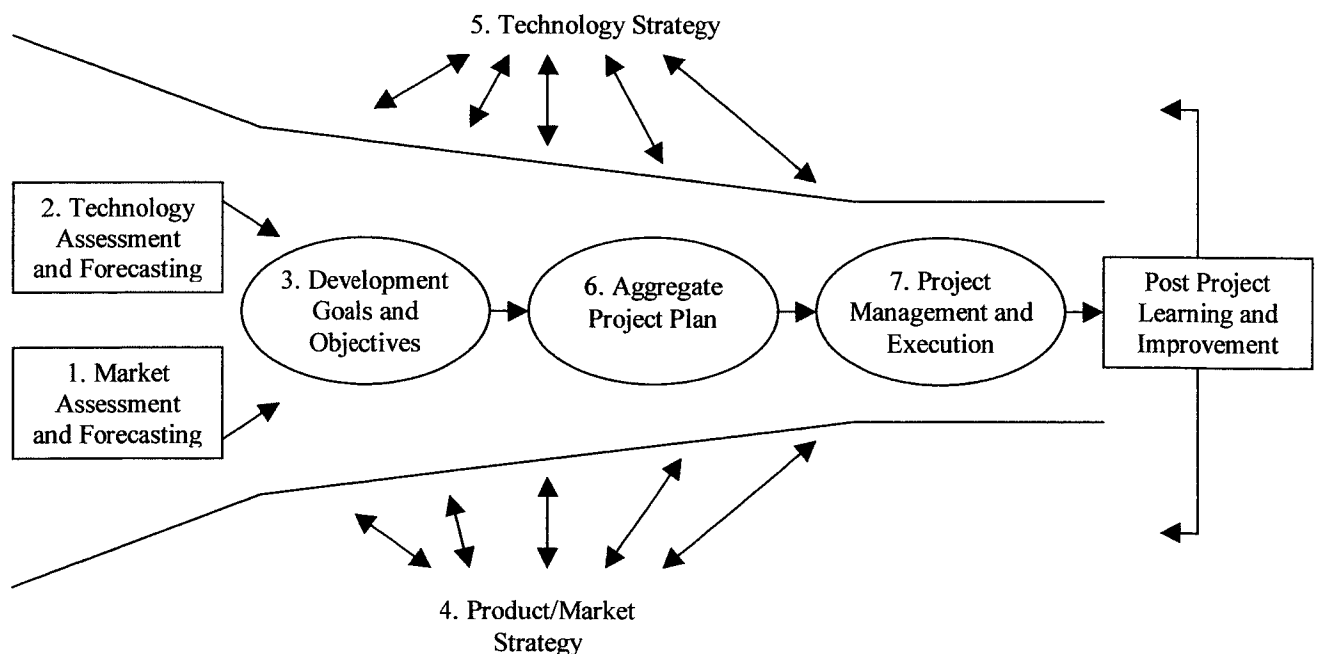 5. Technology Strategy
2. Technology
Assessment
and Forecasting
1. Market
Assessment
and Forecasting
3. Development
Goals and
Objectives
6. Aggregate
Project Plan
7. Project
Management and
Execution
Post Project
Learning and
Improvement
4. Product/Market
Strategy